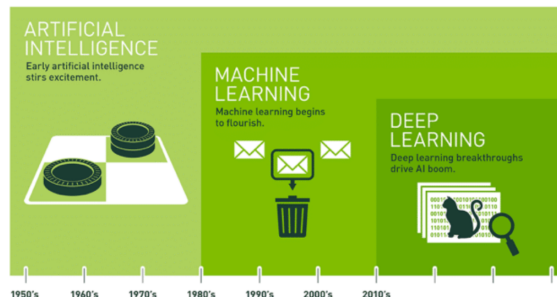 ARTIFICIAL
INTELLIGENCE
Early artificial intelligence
stirs excitement.
MACHINE
LEARNING
Machine learning begins
to flourish.
DEEP
LEARNING
Deep learning breakthroughs
drive AI boom.
1950's 1960's 1970's 1980's 1990's 2000's 2010's